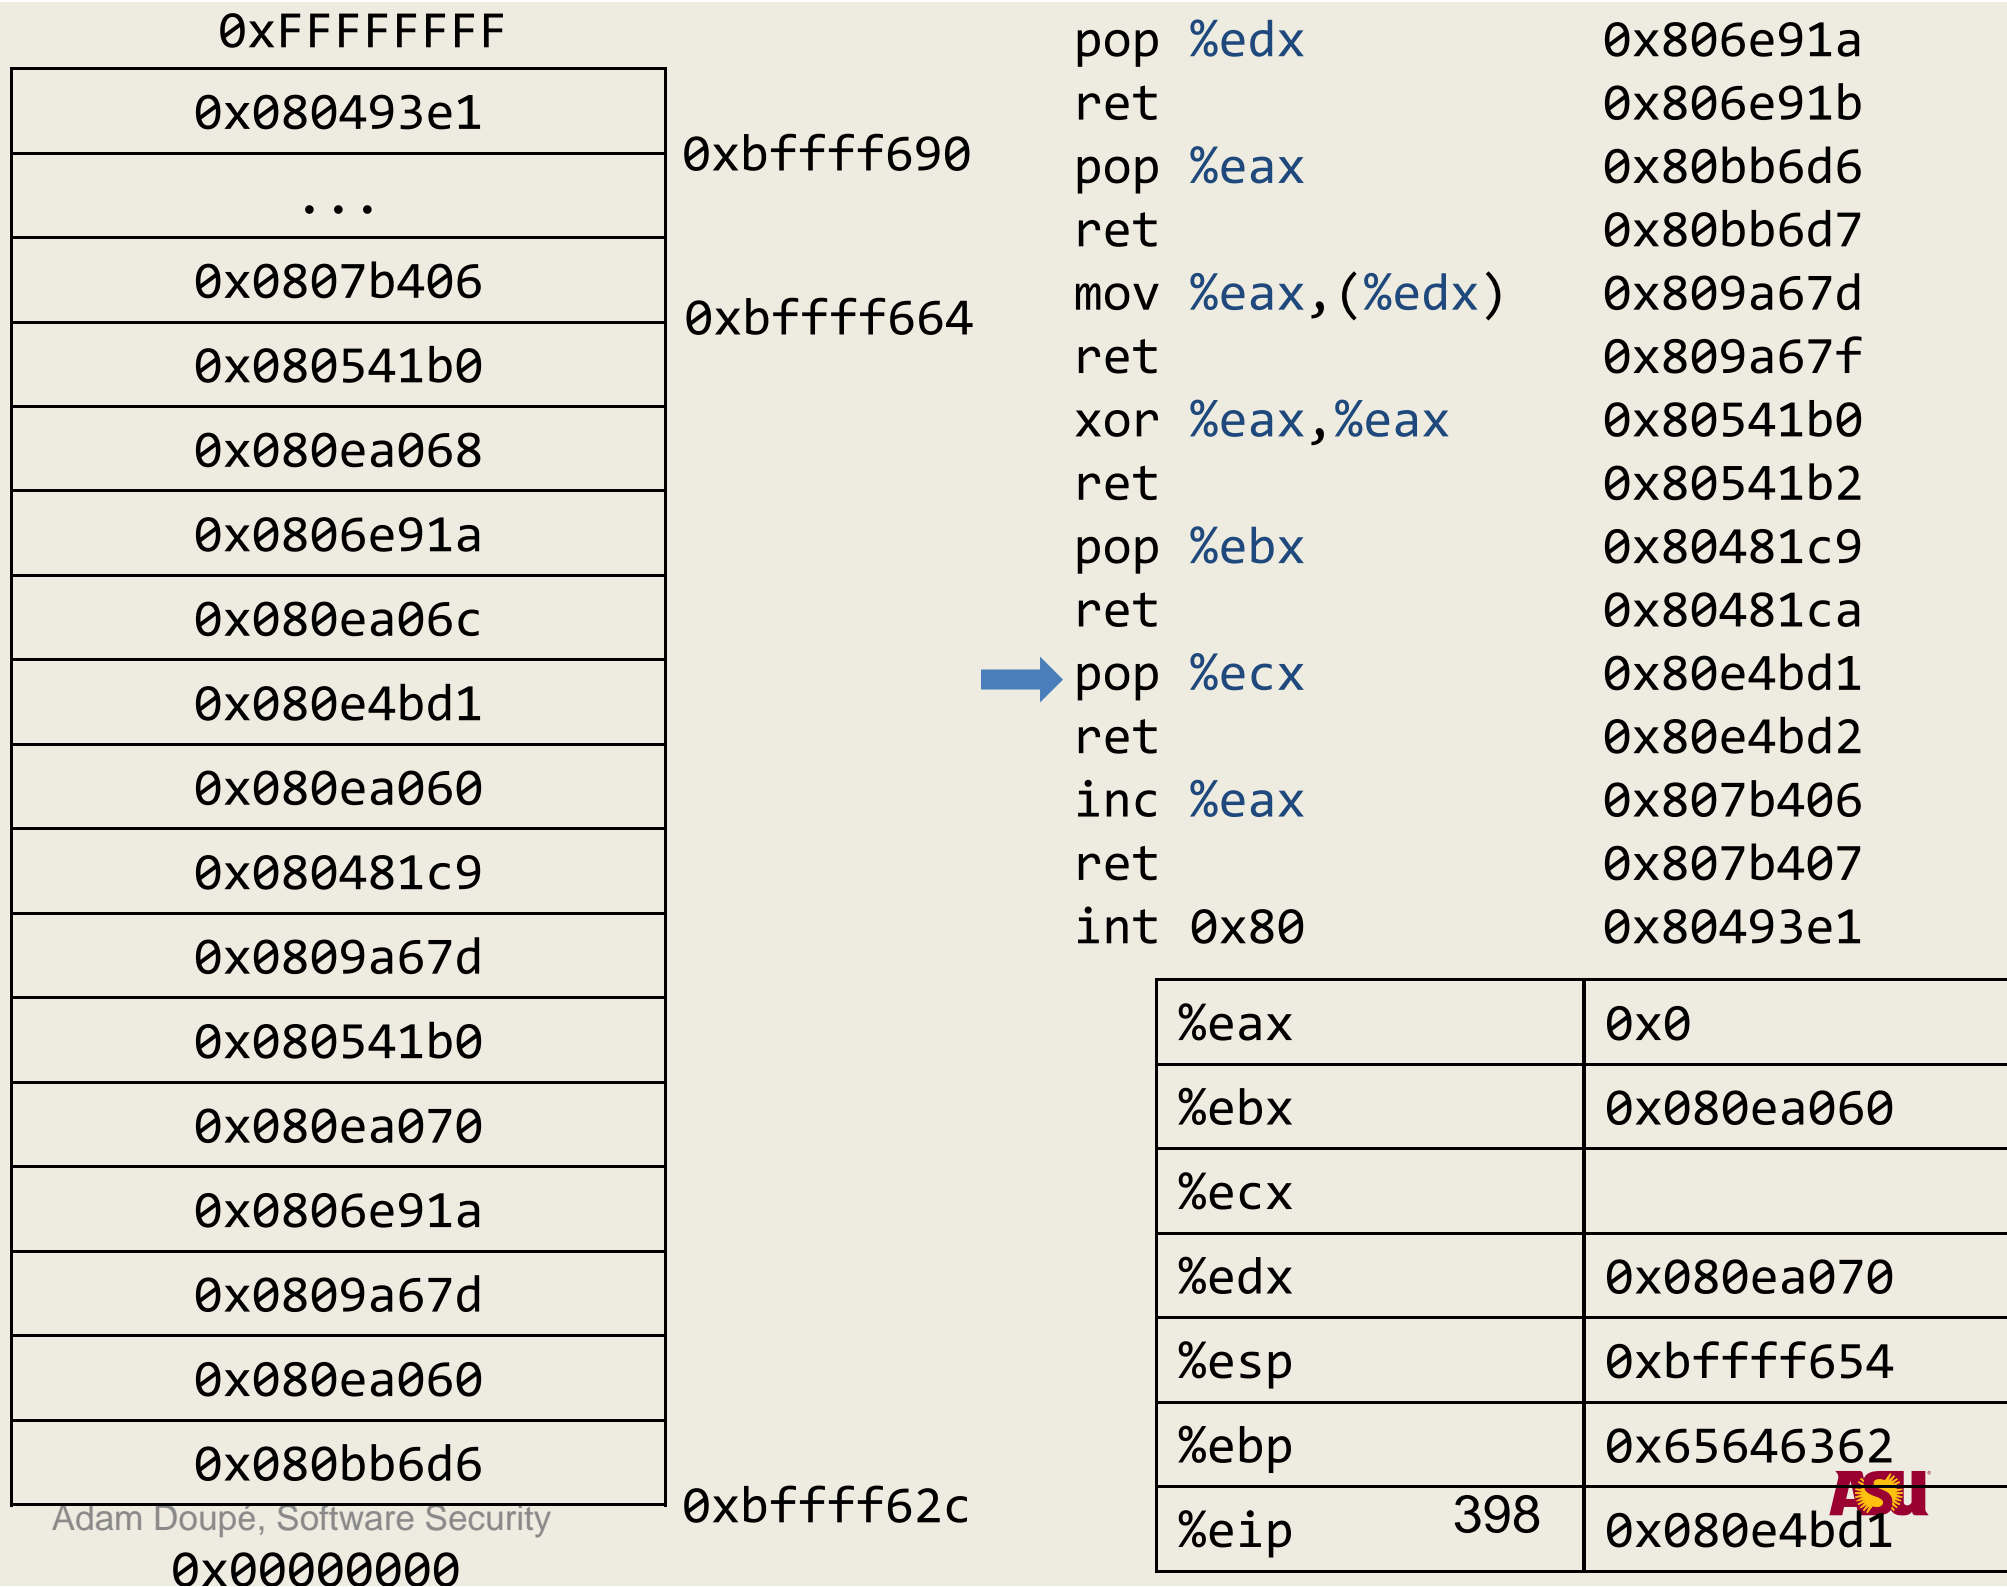 0xFFFFFFFF
0x080493e1
0xbffff690
...
0x0807b406
0xbffff664
0x080541b0
0x080ea068
0x0806e91a
0x080ea06c
0x080e4bd1
0x080ea060
0x080481c9
0x0809a67d
0x080541b0
0x080ea070
0x0806e91a
0x0809a67d
0x080ea060
0x080bb6d6
0xbffff62c
Adam Doupé, Software Security
0x00000000
pop %edx 0x806e91a
ret 0x806e91b
pop %eax 0x80bb6d6
ret 0x80bb6d7
mov %eax,(%edx) 0x809a67d
ret 0x809a67f
xor %eax,%eax 0x80541b0
ret 0x80541b2
pop %ebx 0x80481c9
ret 0x80481ca
pop %ecx 0x80e4bd1
ret 0x80e4bd2
inc %eax 0x807b406
ret 0x807b407
int 0x80 0x80493e1
%eax 0x0
%ebx 0x080ea060
%ecx
%edx 0x080ea070
%esp 0xbffff654
%ebp 0x65646362
%eip 0x080e4bd1
398
ASU